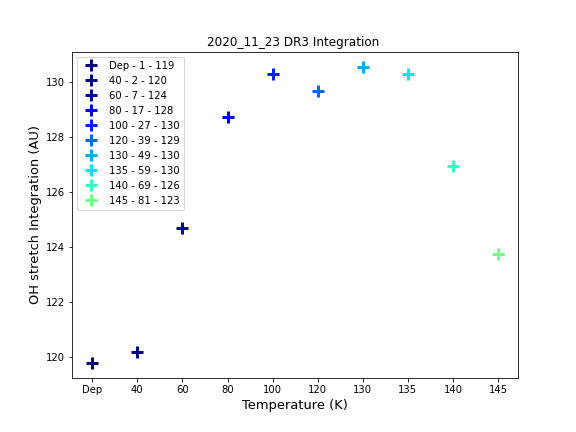 2020_11_23 DR3 Integration
Dep - 1 - 119
40 - 2 - 120
60 - 7 - 124
80 - 17 - 128
100 - 27 - 130
120 - 39 - 129
130 - 49 - 130
135 - 59 - 130
140 - 69 - 126
145 - 81 - 123
OH stretch Integration (AU)
130
128
126
124
122
120
Dep 40 60 80 100 120 130 135 140 145
Temperature (K)